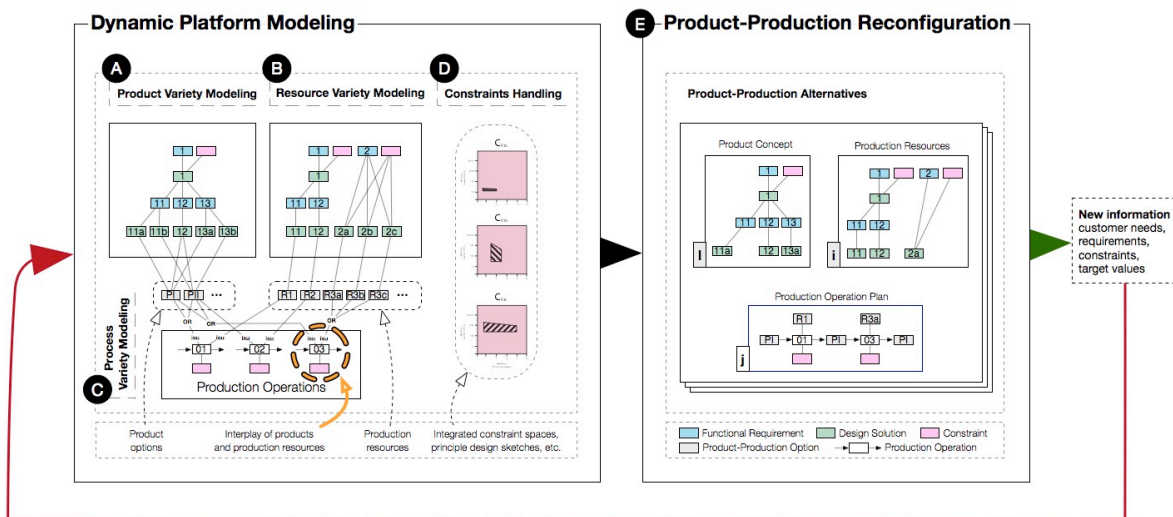 Dynamic Platform Modeling
A
Product Variety Modeling
B
Resource Variety Modeling
D
Constraints Handling
1
1
11 12 13
11a 11b 12 13a 13b
1 2
1
11 12
11 12 2a 2b 2c
PI PII ...
R1 R2 R3a R3b R3c ...
OR OR OR
isu isu isu isu isu isu
01 02 03
Production Operations
C
Process
Variety Modeling
Product
options
Interplay of products
and production resources
Production
resources
Integrated constraint spaces,
principle design sketches, etc.
E
Product-Production Reconfiguration
Product-Production Alternatives
Product Concept
1
1
11 12 13
11a 12 13a
I
Production Resources
1 2
1
11 12
11 12 2a
i
Production Operation Plan
R1 R3a
PI 01 PI 03 PI
j
Functional Requirement Design Solution Constraint
Product-Production Option Production Operation
New information
customer needs,
requirements,
constraints,
target values